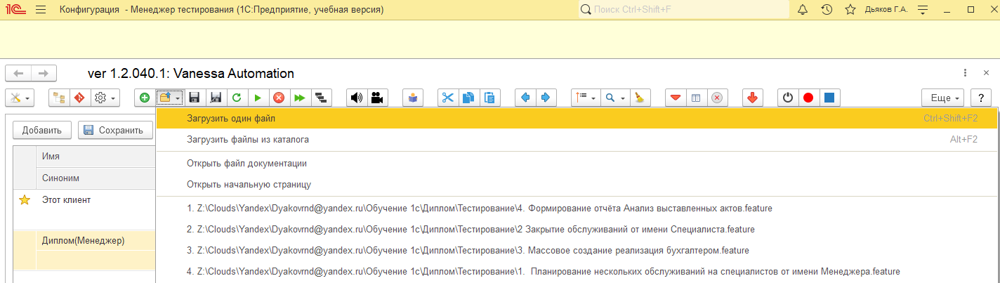 1С Конфигурация - Менеджер тестирования (1С:Предприятие, учебная версия) Поиск Ctrl+Shift+F Дьяков Г.А.
ver 1.2.040.1: Vanessa Automation
Еще ?
Добавить Сохранить
Загрузить один файл Ctrl+Shift+F2
Загрузить файлы из каталога Alt+F2
Имя
Открыть файл документации
Синоним
Открыть начальную страницу
Этот клиент
1. Z:\Clouds\Yandex\Dyakovrnd@yandex.ru\Обучение 1с\Диплом\Тестирование\4. Формирование отчёта Анализ выставленных актов.feature
2. Z:\Clouds\Yandex\Dyakovrnd@yandex.ru\Обучение 1с\Диплом\Тестирование\2 Закрытие обслуживаний от имени Специалиста.feature
Диплом(Менеджер)
3. Z:\Clouds\Yandex\Dyakovrnd@yandex.ru\Обучение 1с\Диплом\Тестирование\3. Массовое создание реализация бухгалтером.feature
4. Z:\Clouds\Yandex\Dyakovrnd@yandex.ru\Обучение 1с\Диплом\Тестирование\1.  Планирование нескольких обслуживаний на специалистов от имени Менеджера.feature